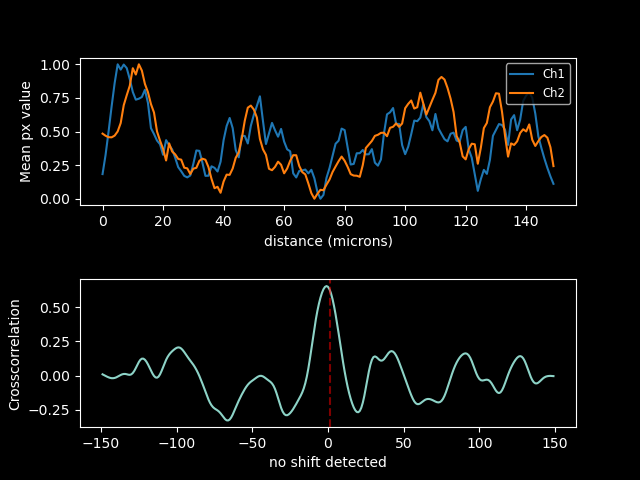 1.00
0.75
0.50
0.25
0.00
Mean px value
Ch1
Ch2
0 20 40 60 80 100 120 140
distance (microns)
0.50
0.25
0.00
−0.25
Crosscorrelation
−150 −100 −50 0 50 100 150
no shift detected